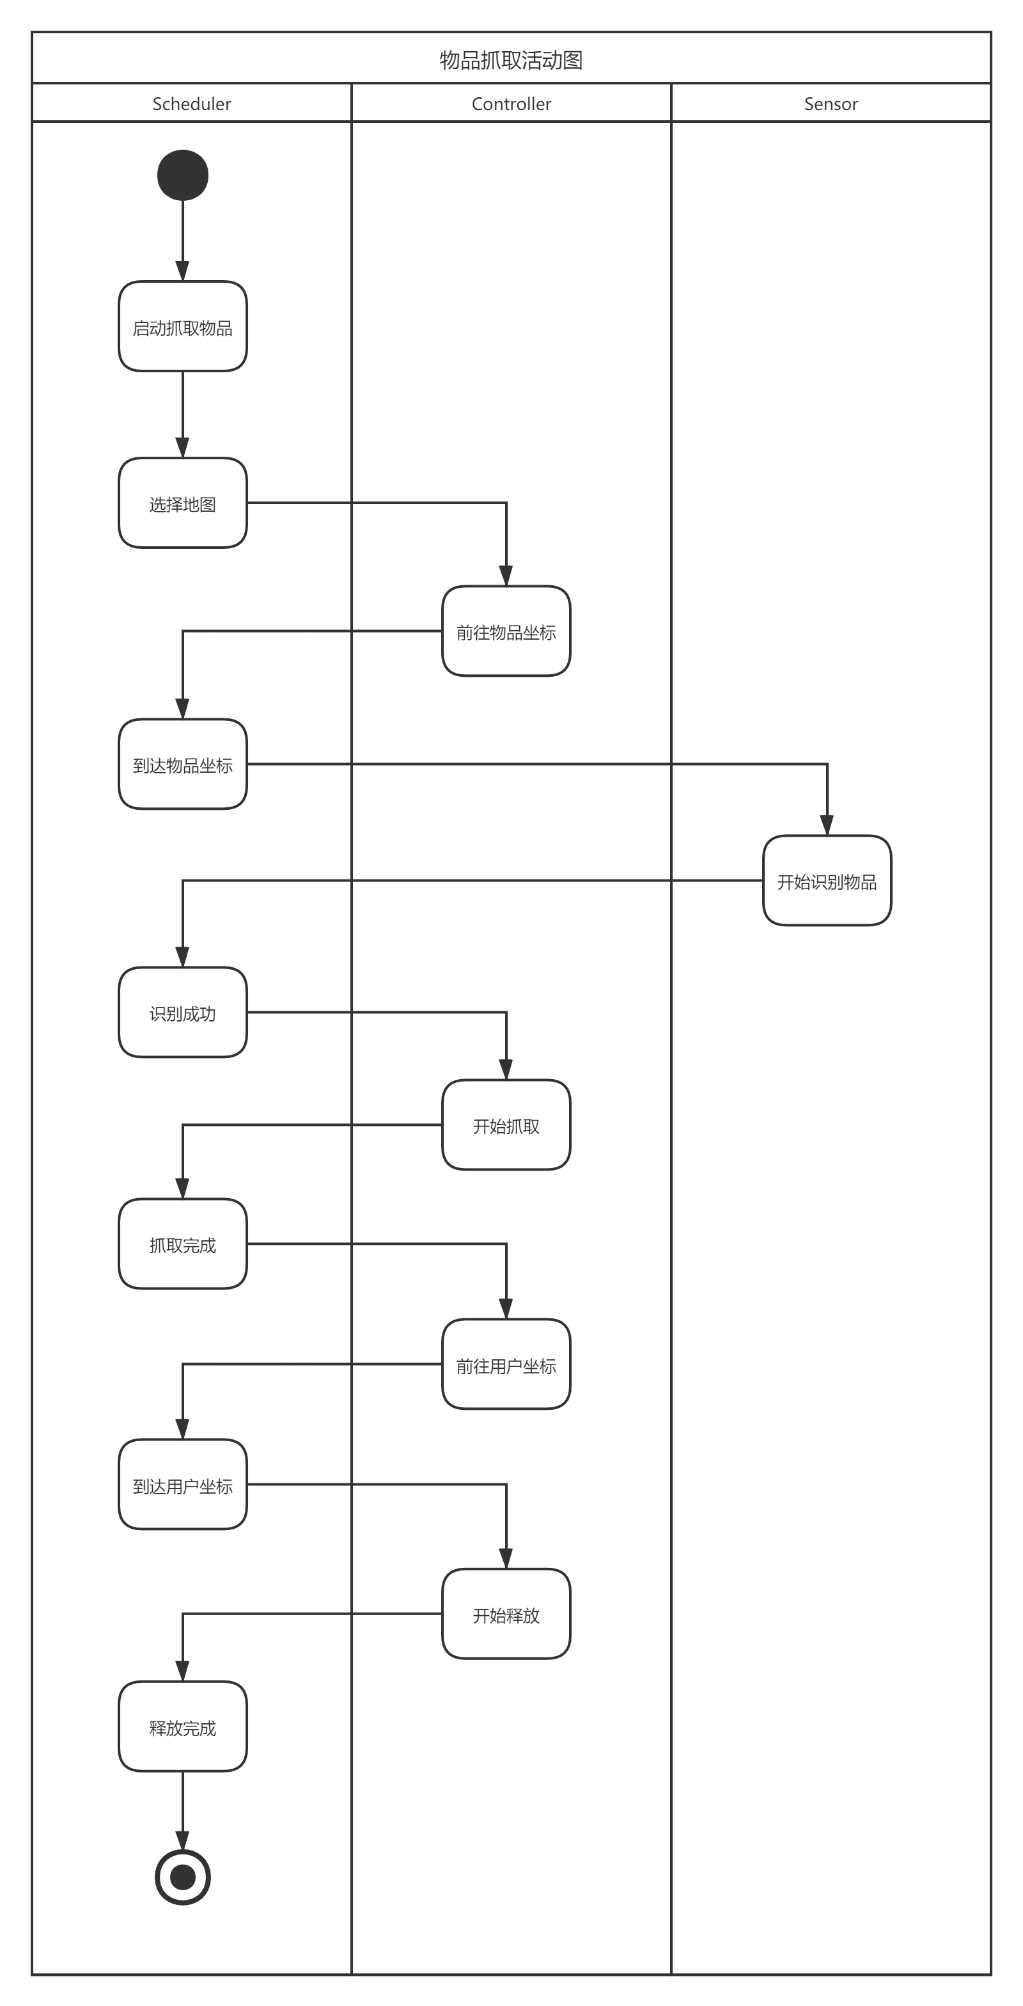 物品抓取活动图
Scheduler
Controller
Sensor
启动抓取物品
选择地图
前往物品坐标
到达物品坐标
开始识别物品
识别成功
开始抓取
抓取完成
前往用户坐标
到达用户坐标
开始释放
释放完成